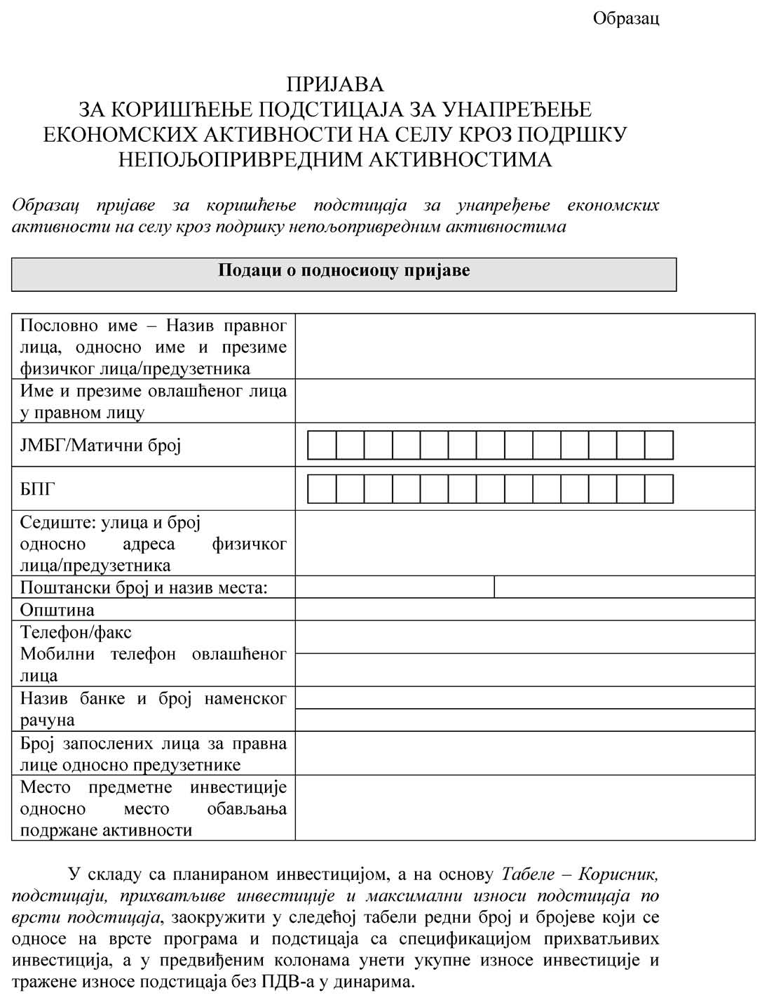 Образац
ПРИЈАВА
ЗА КОРИШЋЕЊЕ ПОДСТИЦАЈА ЗА УНАПРЕЂЕЊЕ
ЕКОНОМСКИХ АКТИВНОСТИ НА СЕЛУ КРОЗ ПОДРШКУ
НЕПОЉОПРИВРЕДНИМ АКТИВНОСТИМА
Образац пријаве за коришћење подстицаја за унапређење економских
активности на селу кроз подршку непољопривредним активностима
Подаци о подносиоцу пријаве
Пословно име – Назив правног
лица, односно име и презиме
физичког лица/предузетника
Име и презиме овлашћеног лица
у правном лицу
ЈМБГ/Матични број
БПГ
Седиште: улица и број
односно адреса физичког
лица/предузетника
Поштански број и назив места:
Општина
Телефон/факс
Мобилни телефон овлашћеног
лица
Назив банке и број наменског
рачуна
Број запослених лица за правна
лице односно предузетнике
Место предметне инвестиције
односно место обављања
подржане активности
У складу са планираном инвестицијом, а на основу Табеле – Корисник,
подстицаји, прихватљиве инвестиције и максимални износи подстицаја по
врсти подстицаја, заокружити у следећој табели редни број и бројеве који се
односе на врсте програма и подстицаја са спецификацијом прихватљивих
инвестиција, а у предвиђеним колонама унети укупне износе инвестиције и
тражене износе подстицаја без ПДВ-а у динарима.